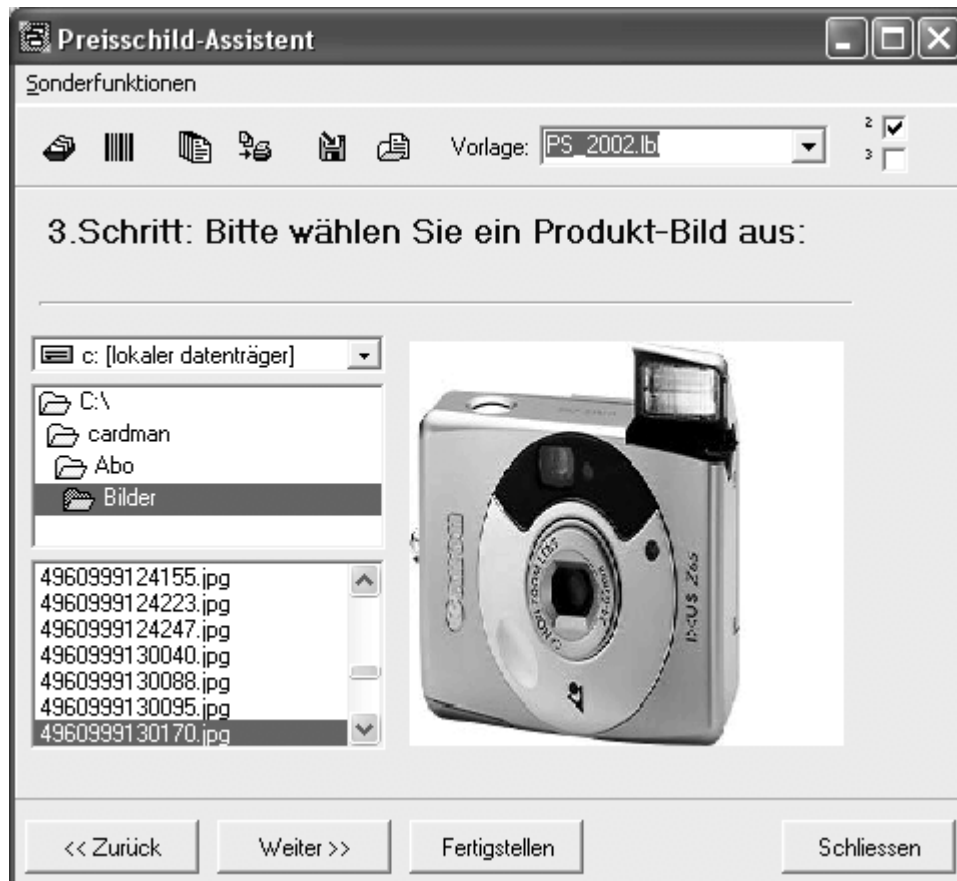 Preisschild-Assistent
Sonderfunktionen
Vorlage: PS_2002.lbl
2
3
3.Schritt: Bitte wählen Sie ein Produkt-Bild aus:
c: [lokaler datenträger]
C:\
cardman
Abo
Bilder
4960999124155.jpg
4960999124223.jpg
4960999124247.jpg
4960999130040.jpg
4960999130088.jpg
4960999130095.jpg
4960999130170.jpg
Canon
IXUS Z65
<< Zurück
Weiter >>
Fertigstellen
Schliessen